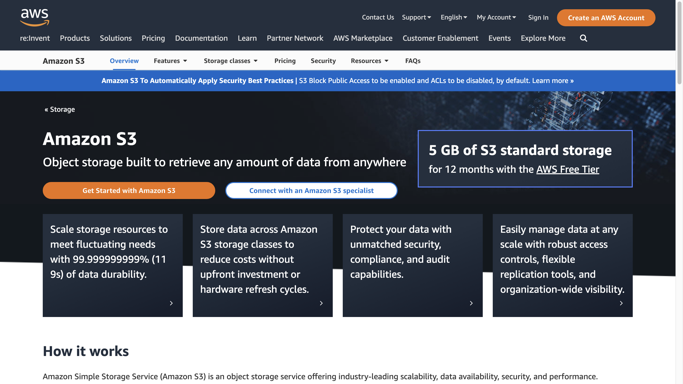 aws
Contact Us Support English My Account Sign In Create an AWS Account
re:Invent Products Solutions Pricing Documentation Learn Partner Network AWS Marketplace Customer Enablement Events Explore More
Amazon S3 Overview Features Storage classes Pricing Security Resources FAQs
Amazon S3 To Automatically Apply Security Best Practices | S3 Block Public Access to be enabled and ACLs to be disabled, by default. Learn more »
« Storage
Amazon S3
Object storage built to retrieve any amount of data from anywhere
Get Started with Amazon S3
Connect with an Amazon S3 specialist
5 GB of S3 standard storage
for 12 months with the AWS Free Tier
Scale storage resources to
meet fluctuating needs
with 99.999999999% (11
9s) of data durability.
Store data across Amazon
S3 storage classes to
reduce costs without
upfront investment or
hardware refresh cycles.
Protect your data with
unmatched security,
compliance, and audit
capabilities.
Easily manage data at any
scale with robust access
controls, flexible
replication tools, and
organization-wide visibility.
How it works
Amazon Simple Storage Service (Amazon S3) is an object storage service offering industry-leading scalability, data availability, security, and performance.